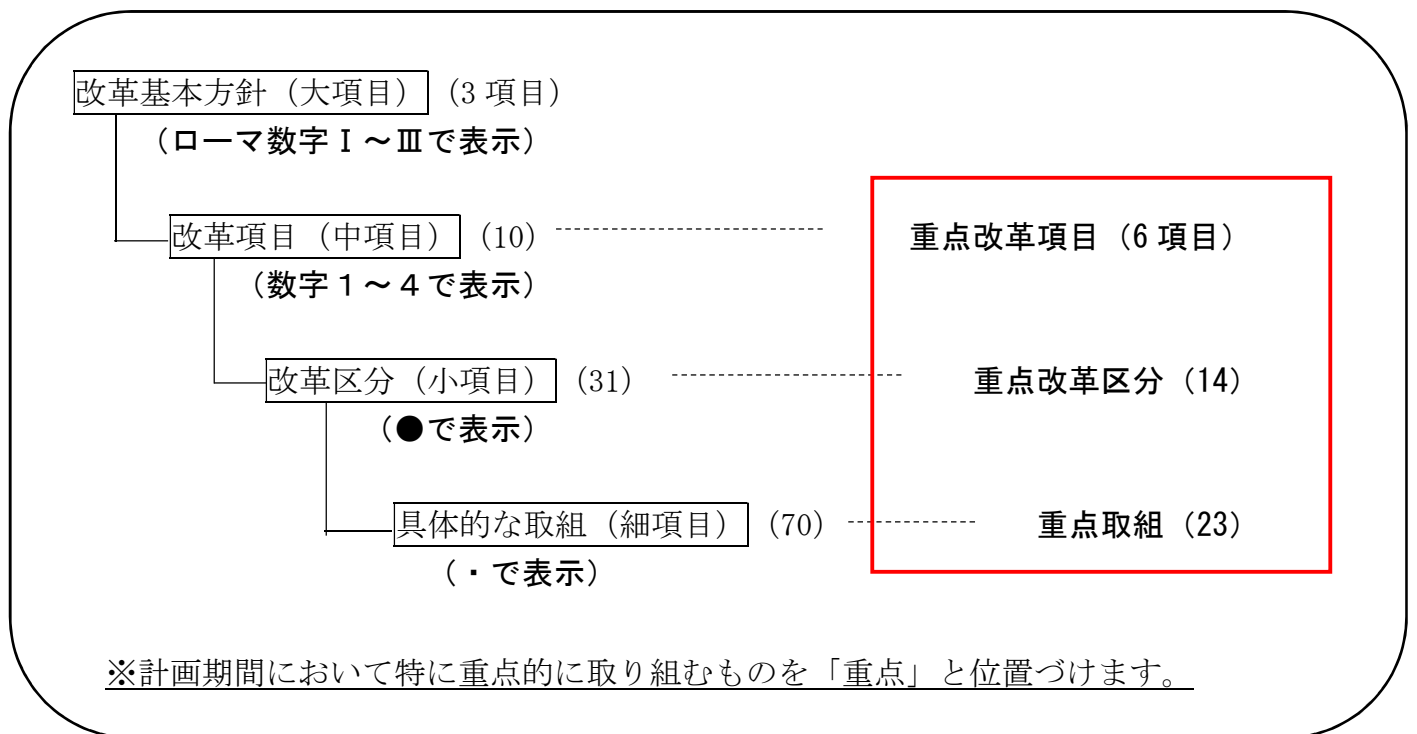 改革基本方針（大項目）（3 項目）
（ローマ数字Ⅰ～Ⅲで表示）
改革項目（中項目）（10） 重点改革項目（6 項目）
（数字１～４で表示）
改革区分（小項目）（31） 重点改革区分（14）
（●で表示）
具体的な取組（細項目）（70） 重点取組（23）
（・で表示）
※計画期間において特に重点的に取り組むものを「重点」と位置づけます。